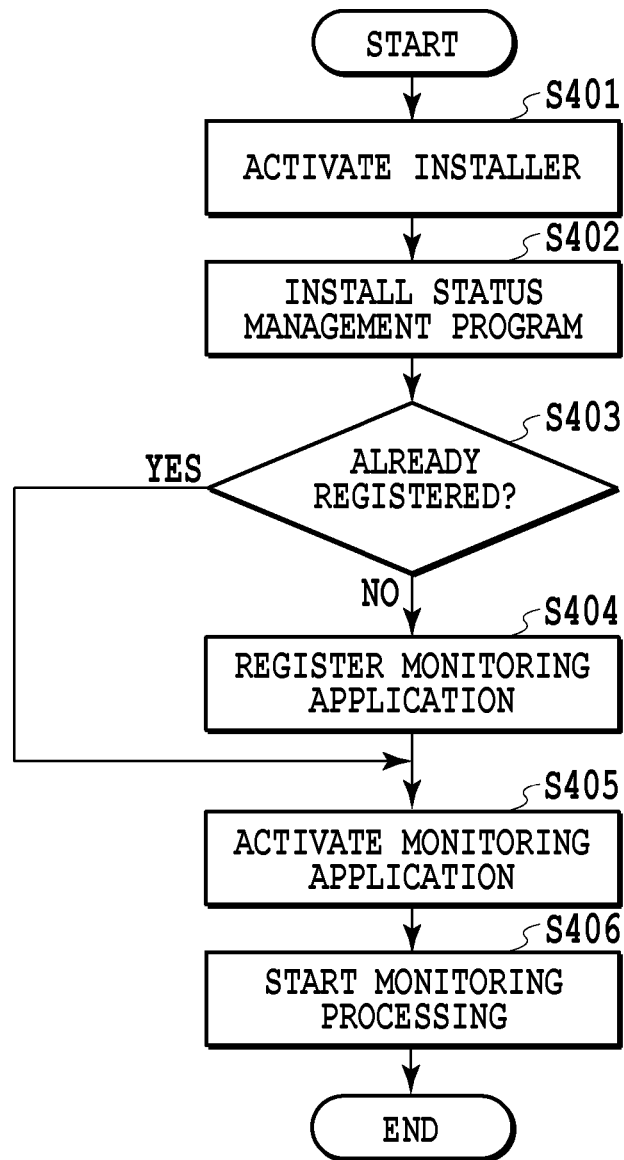 START
S401
ACTIVATE INSTALLER
S402
INSTALL STATUS
MANAGEMENT PROGRAM
S403
ALREADY
REGISTERED?
YES
NO
S404
REGISTER MONITORING
APPLICATION
S405
ACTIVATE MONITORING
APPLICATION
S406
START MONITORING
PROCESSING
END